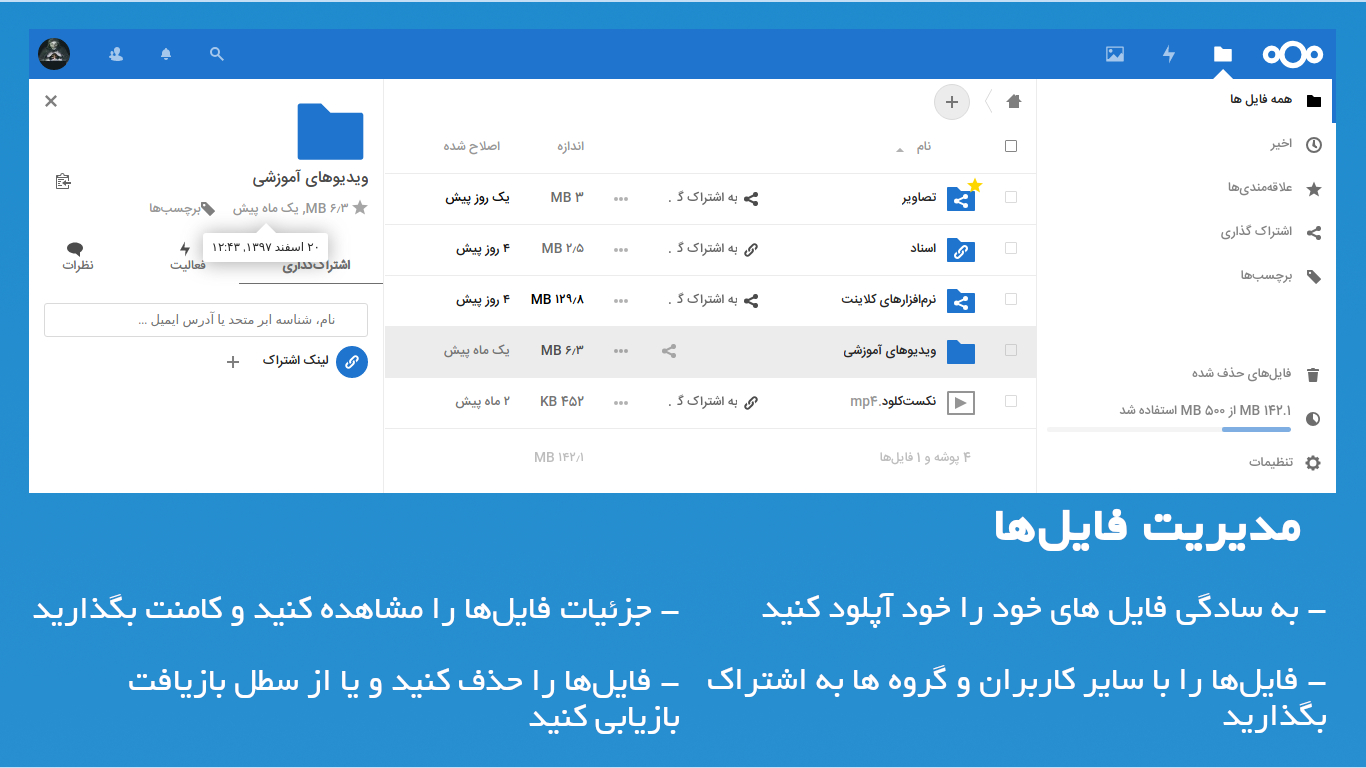 همه فایل ها
اخیر
علاقه‌مندی‌ها
اشتراک گذاری
برچسب‌ها
فایل‌های حذف شده
۱۴۲.۱ MB از ۵۰۰ MB استفاده شد
تنظیمات
نام
اندازه
اصلاح شده
تصاویر به اشتراک گ . ۳ MB یک روز پیش
اسناد به اشتراک گ . ۲٫۵ MB ۴ روز پیش
نرم‌افزارهای کلاینت به اشتراک گ . ۱۲۹٫۸ MB ۴ روز پیش
ویدیوهای آموزشی ۶٫۳ MB یک ماه پیش
نکست‌کلود.mp۴ به اشتراک گ . ۴۵۲ KB ۲ ماه پیش
۴ پوشه و ۱ فایل‌ها ۱۴۲٫۱ MB
ویدیوهای آموزشی
۶٫۳ MB, یک ماه پیش برچسب‌ها
۲۰ اسفند ۱۳۹۷, ۱۲:۴۳
اشتراک‌گذاری
فعالیت
نظرات
نام، شناسه ابر متحد یا آدرس ایمیل ...
لینک اشتراک
مدیریت فایل‌ها
– به سادگی فایل های خود را خود آپلود کنید
– فایل‌ها را با سایر کاربران و گروه ها به اشتراک
بگذارید
– جزئیات فایل‌ها را مشاهده کنید و کامنت بگذارید
– فایل‌ها را حذف کنید و یا از سطل بازیافت
بازیابی کنید